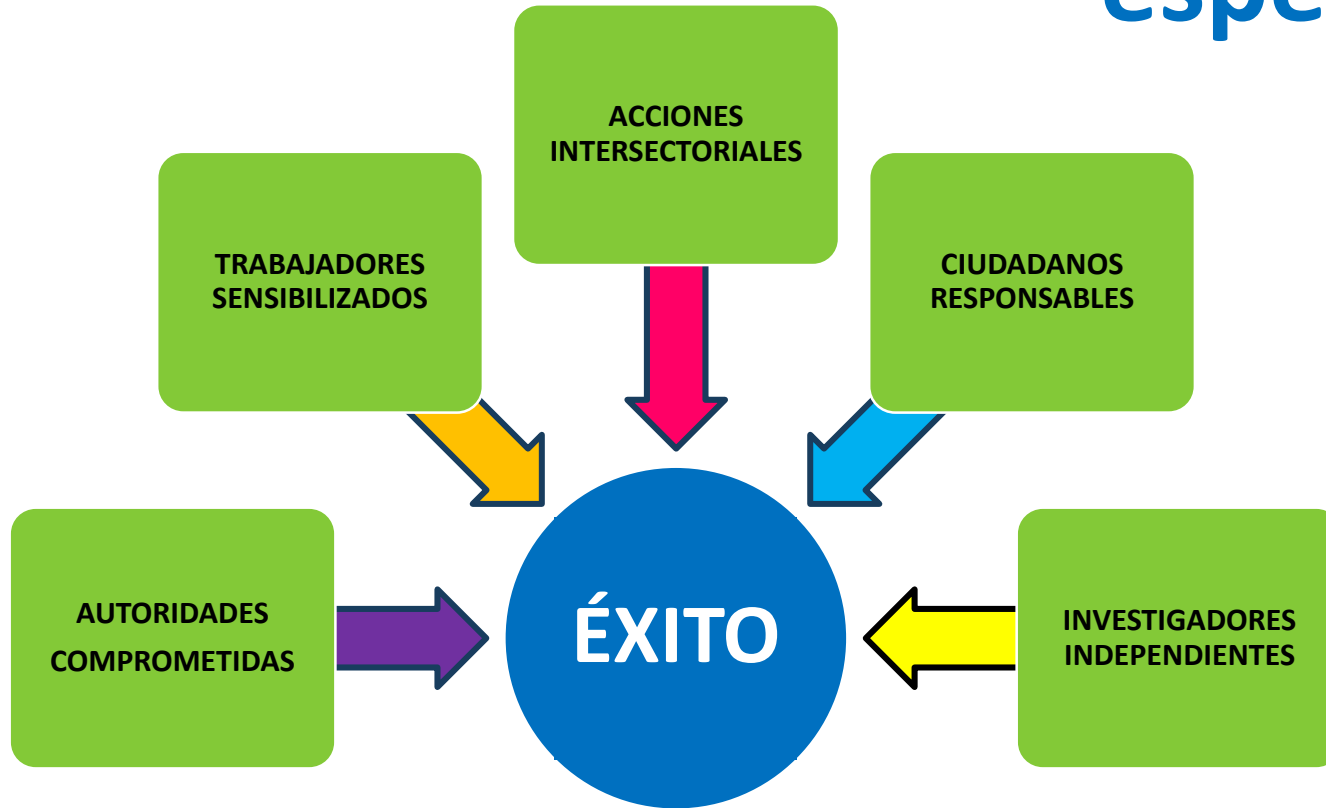 espe
ACCIONES
INTERSECTORIALES
TRABAJADORES
SENSIBILIZADOS
CIUDADANOS
RESPONSABLES
AUTORIDADES
COMPROMETIDAS
ÉXITO
INVESTIGADORES
INDEPENDIENTES